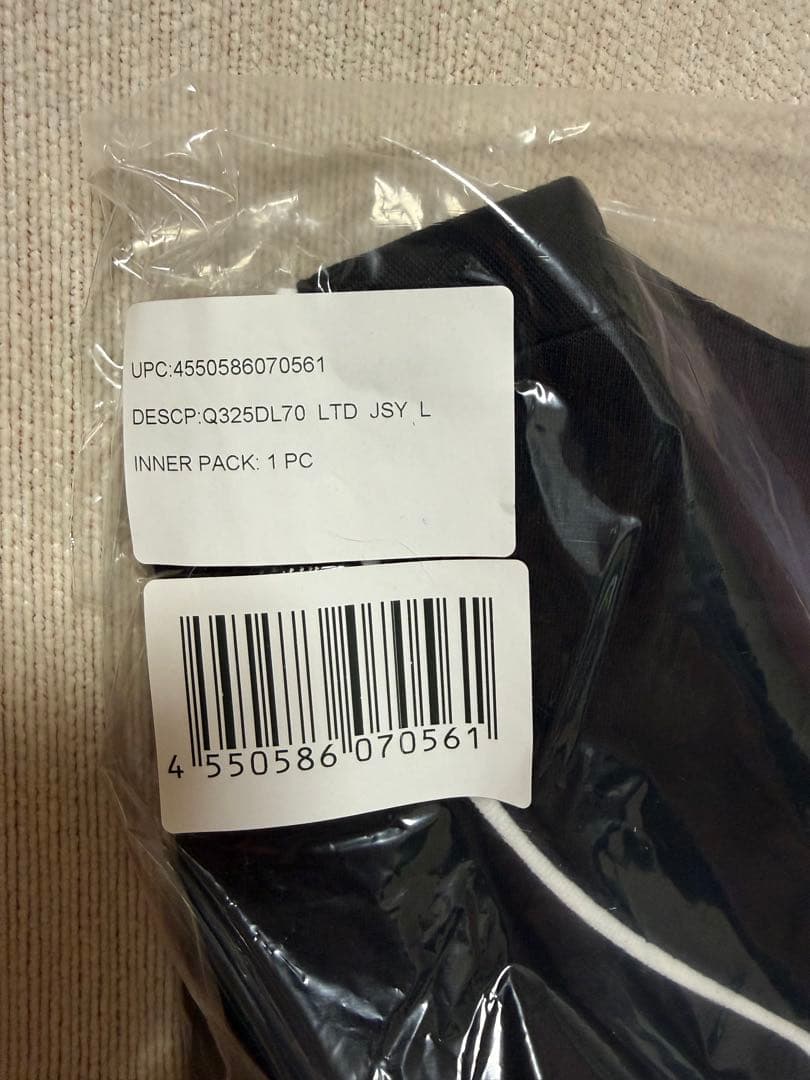 UPC:4550586070561
DESCP:Q325DL70 LTD JSY L
INNER PACK: 1 PC
4 550586 070561